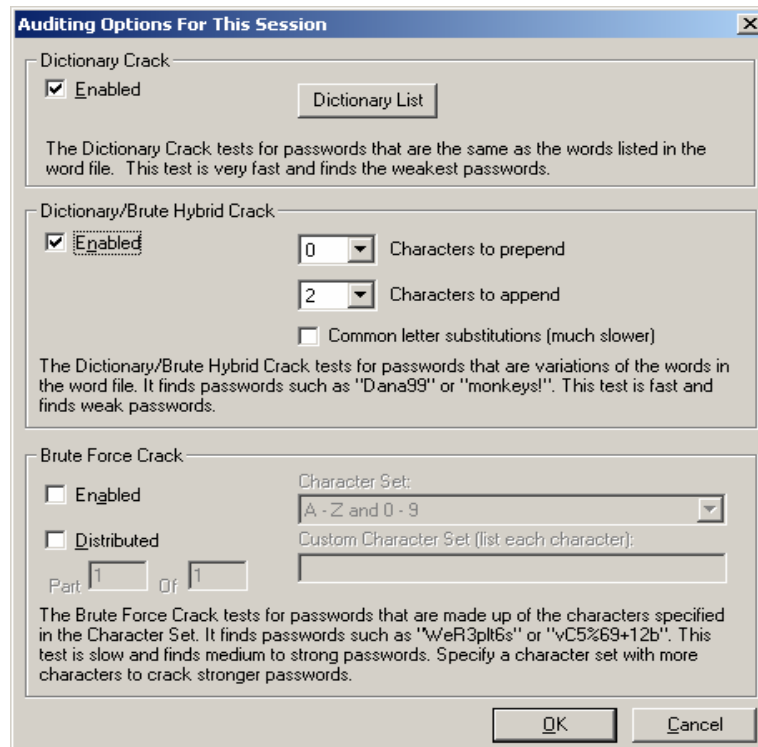 Auditing Options For This Session
Dictionary Crack
Enabled
Dictionary List
The Dictionary Crack tests for passwords that are the same as the words listed in the
word file. This test is very fast and finds the weakest passwords.
Dictionary/Brute Hybrid Crack
Enabled
0 Characters to prepend
2 Characters to append
Common letter substitutions (much slower)
The Dictionary/Brute Hybrid Crack tests for passwords that are variations of the words in
the word file. It finds passwords such as "Dana99" or "monkeys!". This test is fast and
finds weak passwords.
Brute Force Crack
Enabled
Character Set:
A - Z and 0 - 9
Distributed
Custom Character Set (list each character):
Part 1 Of 1
The Brute Force Crack tests for passwords that are made up of the characters specified
in the Character Set. It finds passwords such as "WeR3plt6s" or "vC5%69+12b". This
test is slow and finds medium to strong passwords. Specify a character set with more
characters to crack stronger passwords.
OK Cancel